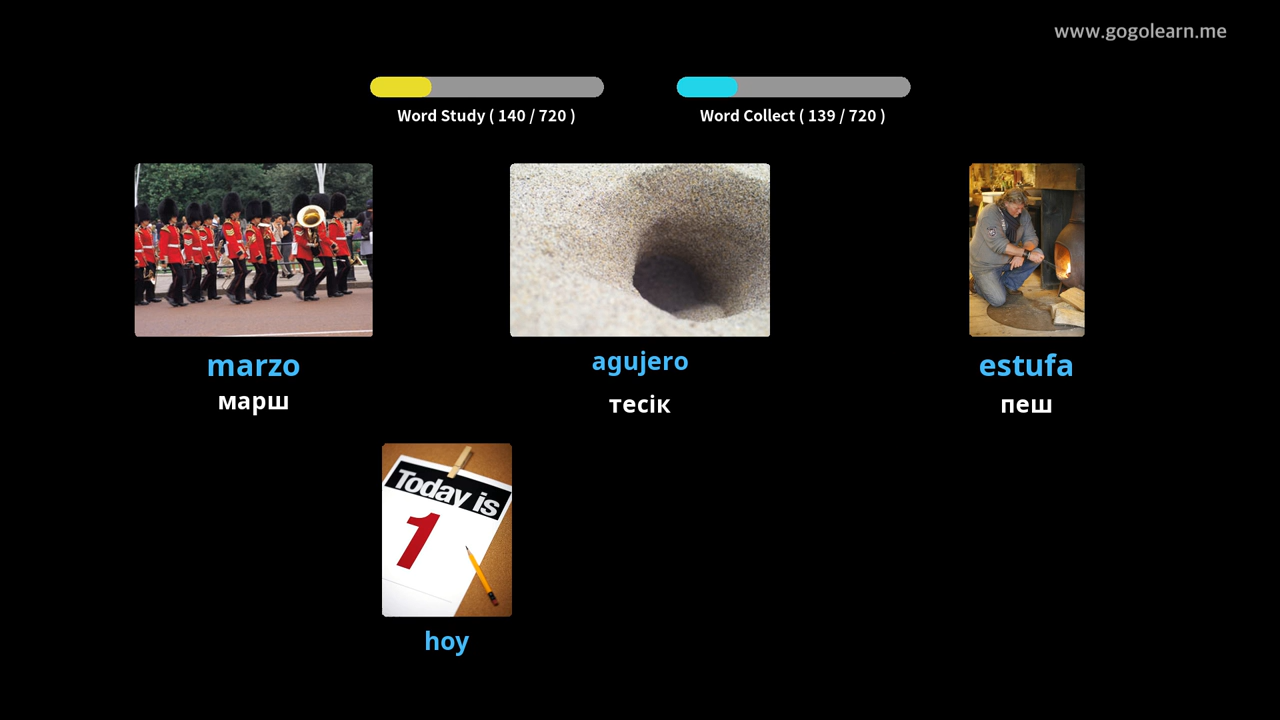 www.gogolearn.me
Word Study ( 140 / 720 )
Word Collect ( 139 / 720 )
marzo
марш
agujero
тесік
estufa
пеш
Today is
1
hoy